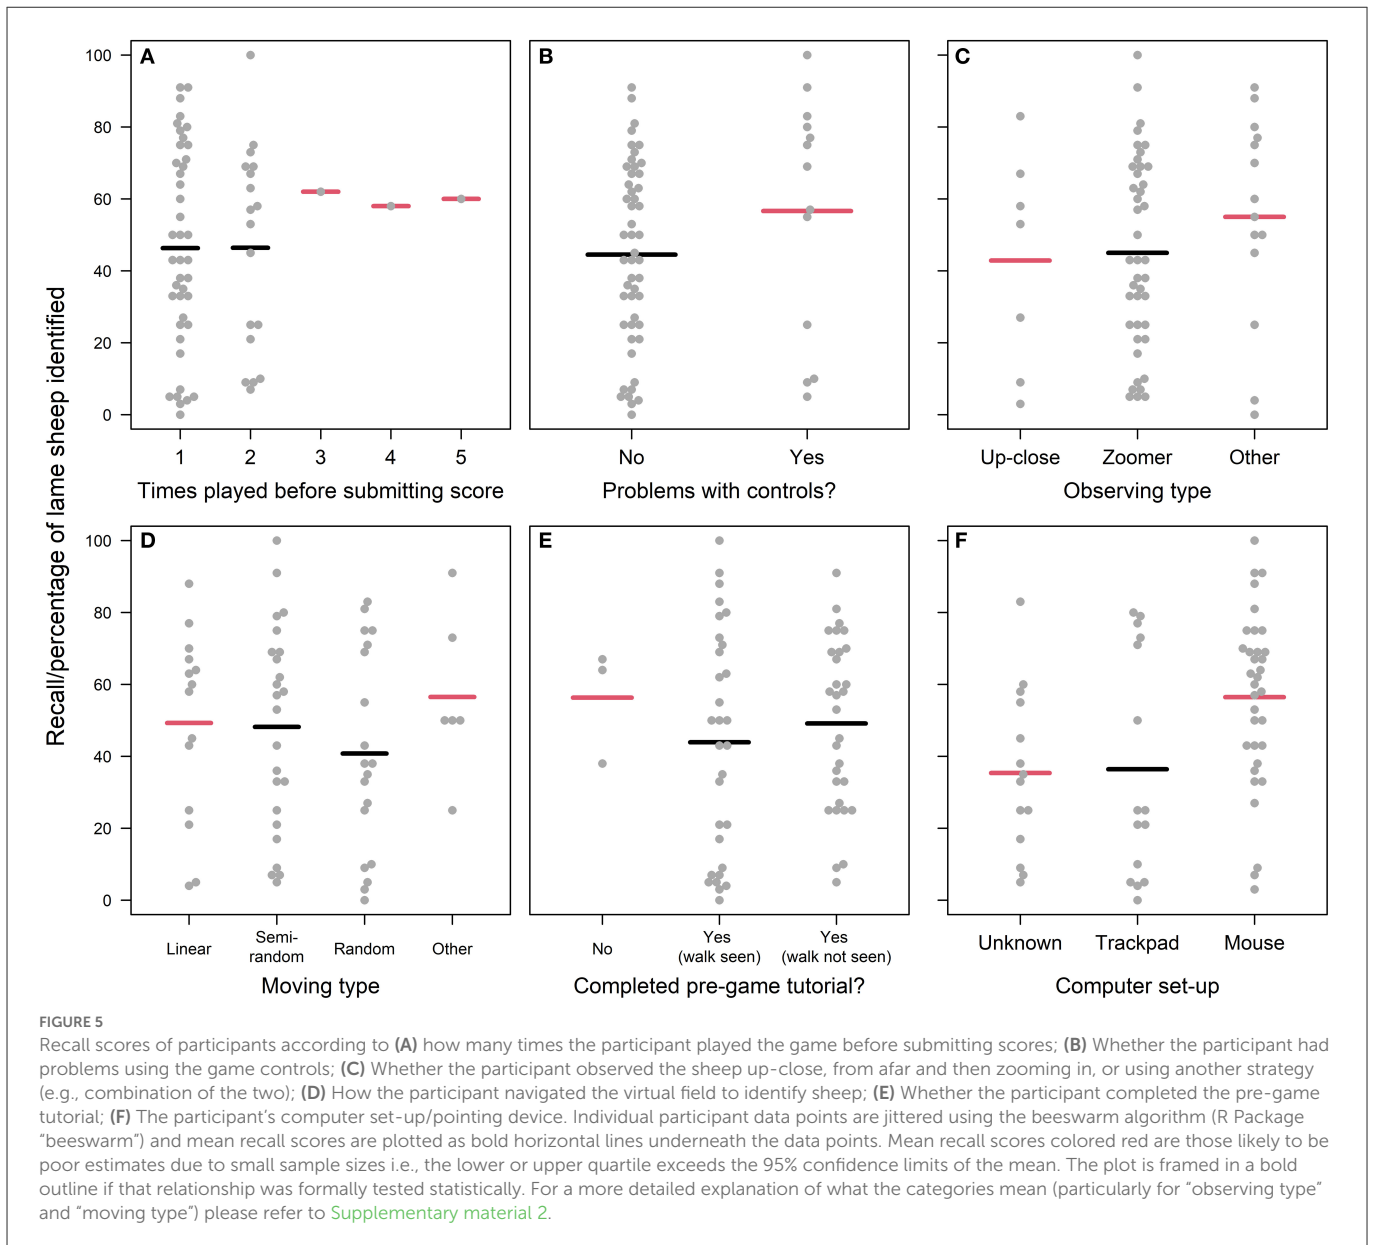 Recall/percentage of lame sheep identified
A
100
80
60
40
20
0
1 2 3 4 5
Times played before submitting score
B
No Yes
Problems with controls?
C
Up-close Zoomer Other
Observing type
D
100
80
60
40
20
0
Linear Semi-random Random Other
Moving type
E
No Yes (walk seen) Yes (walk not seen)
Completed pre-game tutorial?
F
Unknown Trackpad Mouse
Computer set-up
FIGURE 5
Recall scores of participants according to (A) how many times the participant played the game before submitting scores; (B) Whether the participant had
problems using the game controls; (C) Whether the participant observed the sheep up-close, from afar and then zooming in, or using another strategy
(e.g., combination of the two); (D) How the participant navigated the virtual field to identify sheep; (E) Whether the participant completed the pre-game
tutorial; (F) The participant's computer set-up/pointing device. Individual participant data points are jittered using the beeswarm algorithm (R Package
"beeswarm") and mean recall scores are plotted as bold horizontal lines underneath the data points. Mean recall scores colored red are those likely to be
poor estimates due to small sample sizes i.e., the lower or upper quartile exceeds the 95% confidence limits of the mean. The plot is framed in a bold
outline if that relationship was formally tested statistically. For a more detailed explanation of what the categories mean (particularly for "observing type"
and "moving type") please refer to Supplementary material 2.